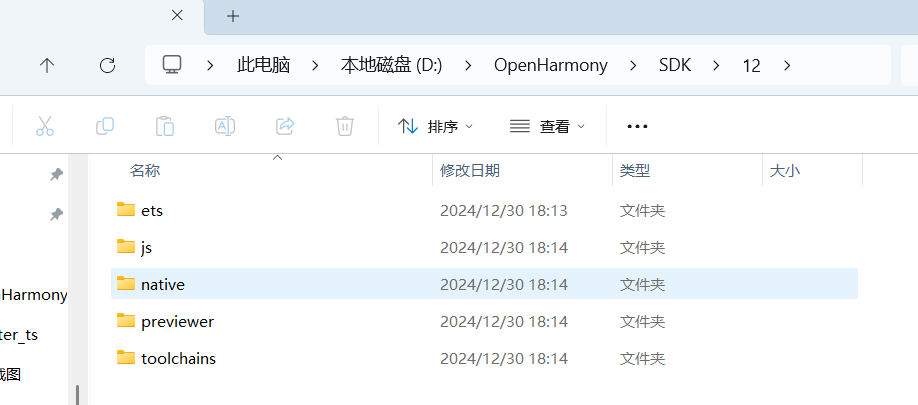 此电脑 > 本地磁盘 (D:) > OpenHarmony > SDK > 12 >
排序 查看
名称 修改日期 类型 大小
ets 2024/12/30 18:13 文件夹
js 2024/12/30 18:14 文件夹
native 2024/12/30 18:14 文件夹
previewer 2024/12/30 18:14 文件夹
toolchains 2024/12/30 18:14 文件夹
Harmony
ter_ts
图